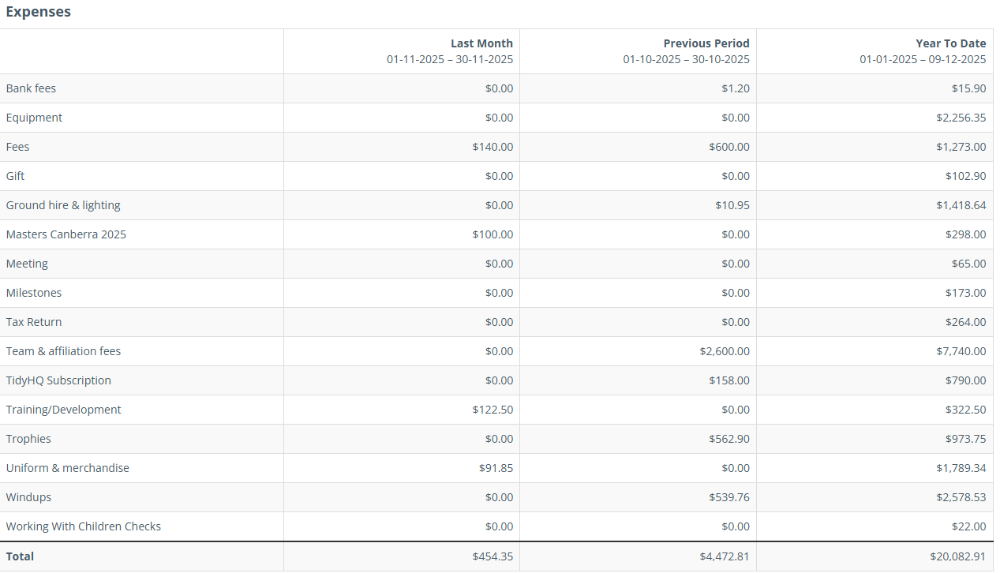 Expenses
Last Month Previous Period Year To Date
01-11-2025 – 30-11-2025 01-10-2025 – 30-10-2025 01-01-2025 – 09-12-2025
Bank fees $0.00 $1.20 $15.90
Equipment $0.00 $0.00 $2,256.35
Fees $140.00 $600.00 $1,273.00
Gift $0.00 $0.00 $102.90
Ground hire & lighting $0.00 $10.95 $1,418.64
Masters Canberra 2025 $100.00 $0.00 $298.00
Meeting $0.00 $0.00 $65.00
Milestones $0.00 $0.00 $173.00
Tax Return $0.00 $0.00 $264.00
Team & affiliation fees $0.00 $2,600.00 $7,740.00
TidyHQ Subscription $0.00 $158.00 $790.00
Training/Development $122.50 $0.00 $322.50
Trophies $0.00 $562.90 $973.75
Uniform & merchandise $91.85 $0.00 $1,789.34
Windups $0.00 $539.76 $2,578.53
Working With Children Checks $0.00 $0.00 $22.00
Total $454.35 $4,472.81 $20,082.91